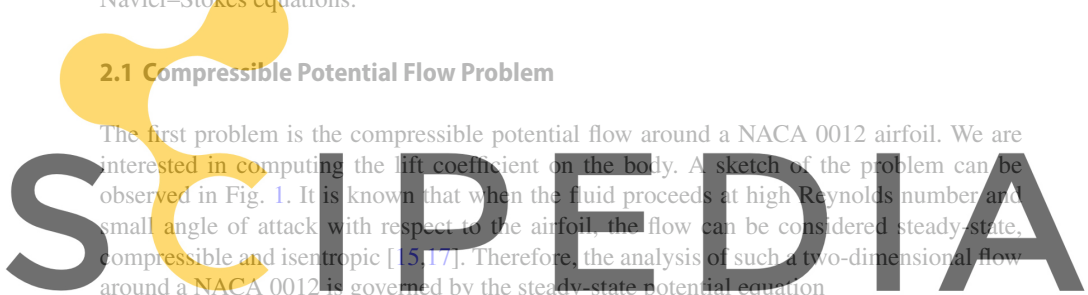 Navier–Stokes equations.
2.1 Compressible Potential Flow Problem
The first problem is the compressible potential flow around a NACA 0012 airfoil. We are
interested in computing the lift coefficient on the body. A sketch of the problem can be
observed in Fig. 1. It is known that when the fluid proceeds at high Reynolds number and
small angle of attack with respect to the airfoil, the flow can be considered steady-state,
compressible and isentropic [15,17]. Therefore, the analysis of such a two-dimensional flow
around a NACA 0012 is governed by the steady-state potential equation
SCIPEDIA